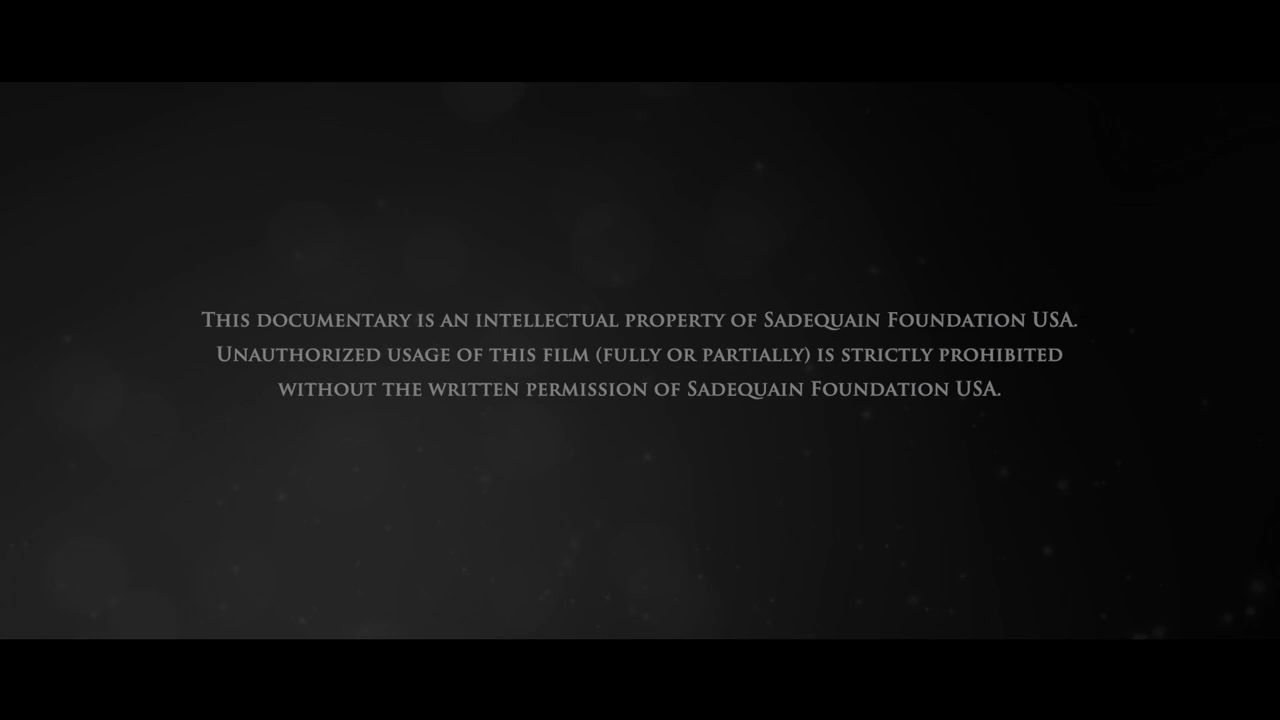 This documentary is an intellectual property of Sadequain Foundation USA.
Unauthorized usage of this film (fully or partially) is strictly prohibited
without the written permission of Sadequain Foundation USA.